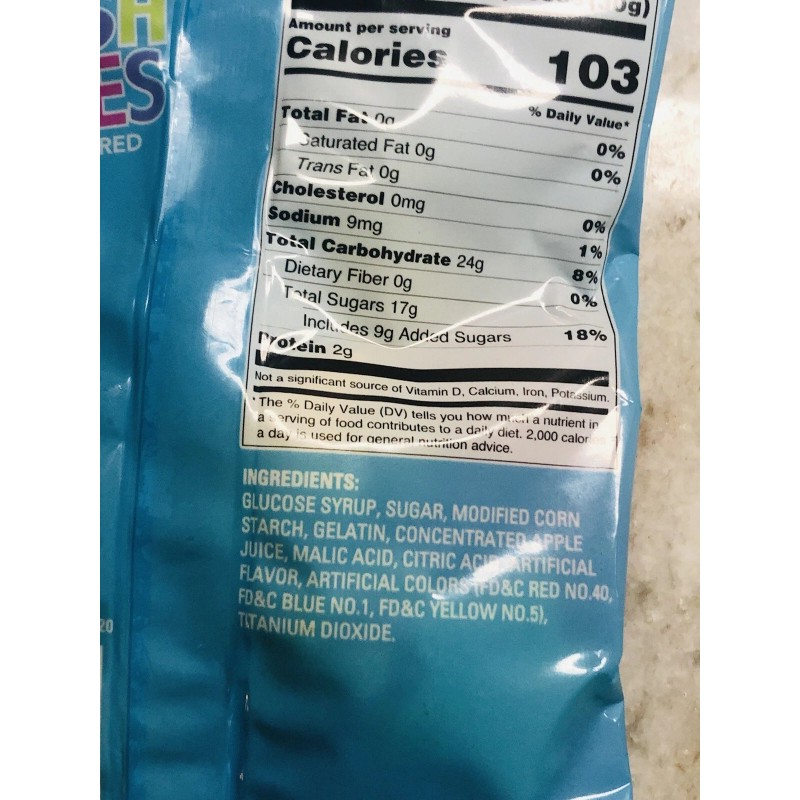 SH
ES
RED
Amount per serving
Calories 103
% Daily Value*
Total Fat 0g 0%
Saturated Fat 0g 0%
Trans Fat 0g
Cholesterol 0mg 0%
Sodium 9mg 1%
Total Carbohydrate 24g 8%
Dietary Fiber 0g 0%
Total Sugars 17g
Includes 9g Added Sugars 18%
Protein 2g
Not a significant source of Vitamin D, Calcium, Iron, Potassium.
*The % Daily Value (DV) tells you how much a nutrient in
a serving of food contributes to a daily diet. 2,000 calories
a day is used for general nutrition advice.
INGREDIENTS:
GLUCOSE SYRUP, SUGAR, MODIFIED CORN
STARCH, GELATIN, CONCENTRATED APPLE
JUICE, MALIC ACID, CITRIC ACID, ARTIFICIAL
FLAVOR, ARTIFICIAL COLORS (FD&C RED NO.40,
FD&C BLUE NO.1, FD&C YELLOW NO.5),
TITANIUM DIOXIDE.
20